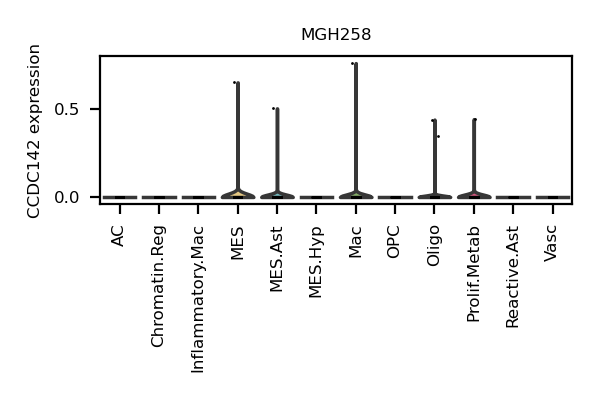 MGH258
CCDC142 expression
0.5
0.0
AC
Chromatin.Reg
Inflammatory.Mac
MES
MES.Ast
MES.Hyp
Mac
OPC
Oligo
Prolif.Metab
Reactive.Ast
Vasc